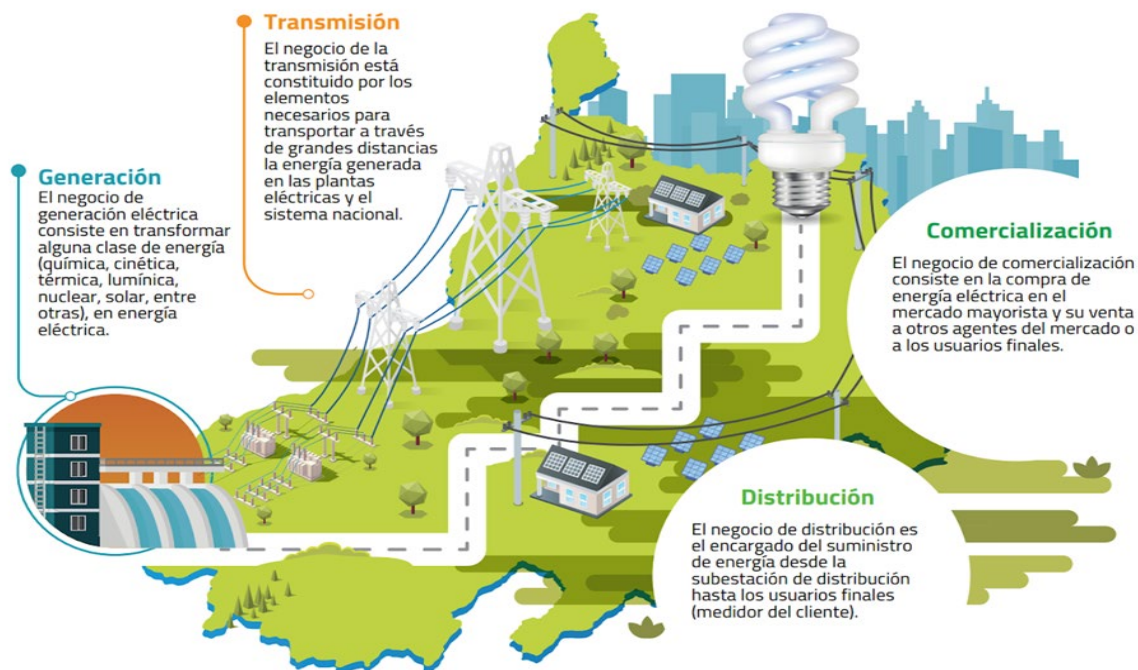 Transmisión
El negocio de la
transmisión está
constituido por los
elementos
necesarios para
transportar a través
de grandes distancias
la energía generada
en las plantas
eléctricas y el
sistema nacional.
Generación
El negocio de
generación eléctrica
consiste en transformar
alguna clase de energía
(química, cinética,
térmica, lumínica,
nuclear, solar, entre
otras), en energía
eléctrica.
Comercialización
El negocio de comercialización
consiste en la compra de
energía eléctrica en el
mercado mayorista y su venta
a otros agentes del mercado o
a los usuarios finales.
Distribución
El negocio de distribución es
el encargado del suministro
de energía desde la
subestación de distribución
hasta los usuarios finales
(medidor del cliente).